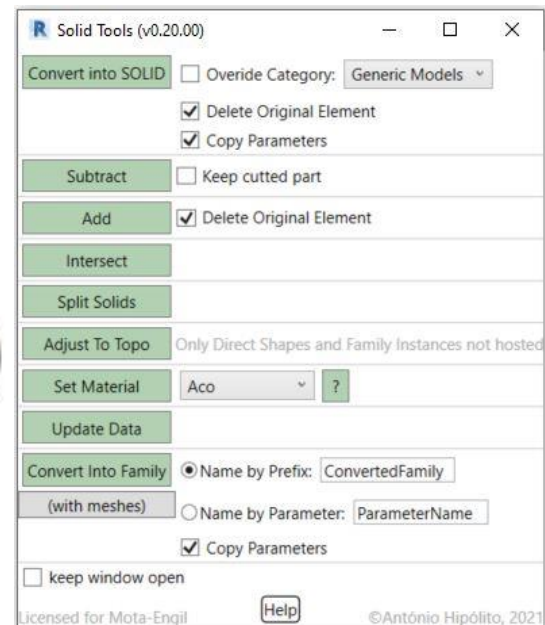 R Solid Tools (v0.20.00)
Convert into SOLID Overide Category: Generic Models
Delete Original Element
Copy Parameters
Subtract Keep cutted part
Add Delete Original Element
Intersect
Split Solids
Adjust To Topo Only Direct Shapes and Family Instances not hosted
Set Material Aco ?
Update Data
Convert Into Family Name by Prefix: ConvertedFamily
(with meshes) Name by Parameter: ParameterName
Copy Parameters
keep window open
Licensed for Mota-Engil Help ©António Hipólito, 2021